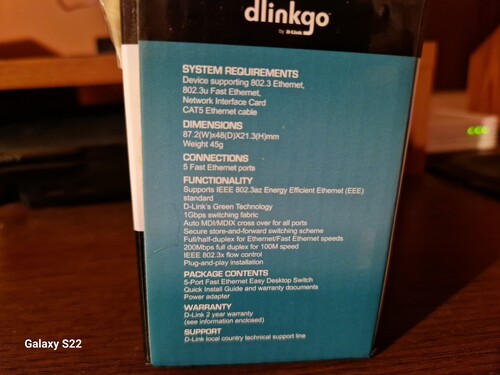 dlinkgo
by D-Link
SYSTEM REQUIREMENTS
Device supporting 802.3 Ethernet,
802.3u Fast Ethernet,
Network Interface Card
CAT5 Ethernet cable
DIMENSIONS
87.2(W)x48(D)X21.3(H)mm
Weight 45g
CONNECTIONS
5 Fast Ethernet ports
FUNCTIONALITY
Supports IEEE 802.3az Energy Efficient Ethernet (EEE)
standard
D-Link's Green Technology
1Gbps switching fabric
Auto MDI/MDIX cross over for all ports
Secure store-and-forward switching scheme
Full/half-duplex for Ethernet/Fast Ethernet speeds
200Mbps full duplex for 100M speed
IEEE 802.3x flow control
Plug-and-play installation
PACKAGE CONTENTS
5-Port Fast Ethernet Easy Desktop Switch
Quick Install Guide and warranty documents
Power adapter
WARRANTY
D-Link 2 year warranty
(see information enclosed)
SUPPORT
D-Link local country technical support line
Galaxy S22